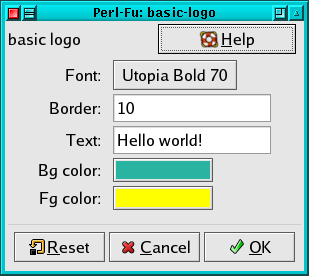 Perl-Fu: basic-logo
basic logo Help
Font: Utopia Bold 70
Border: 10
Text: Hello world!
Bg color:
Fg color:
Reset Cancel OK